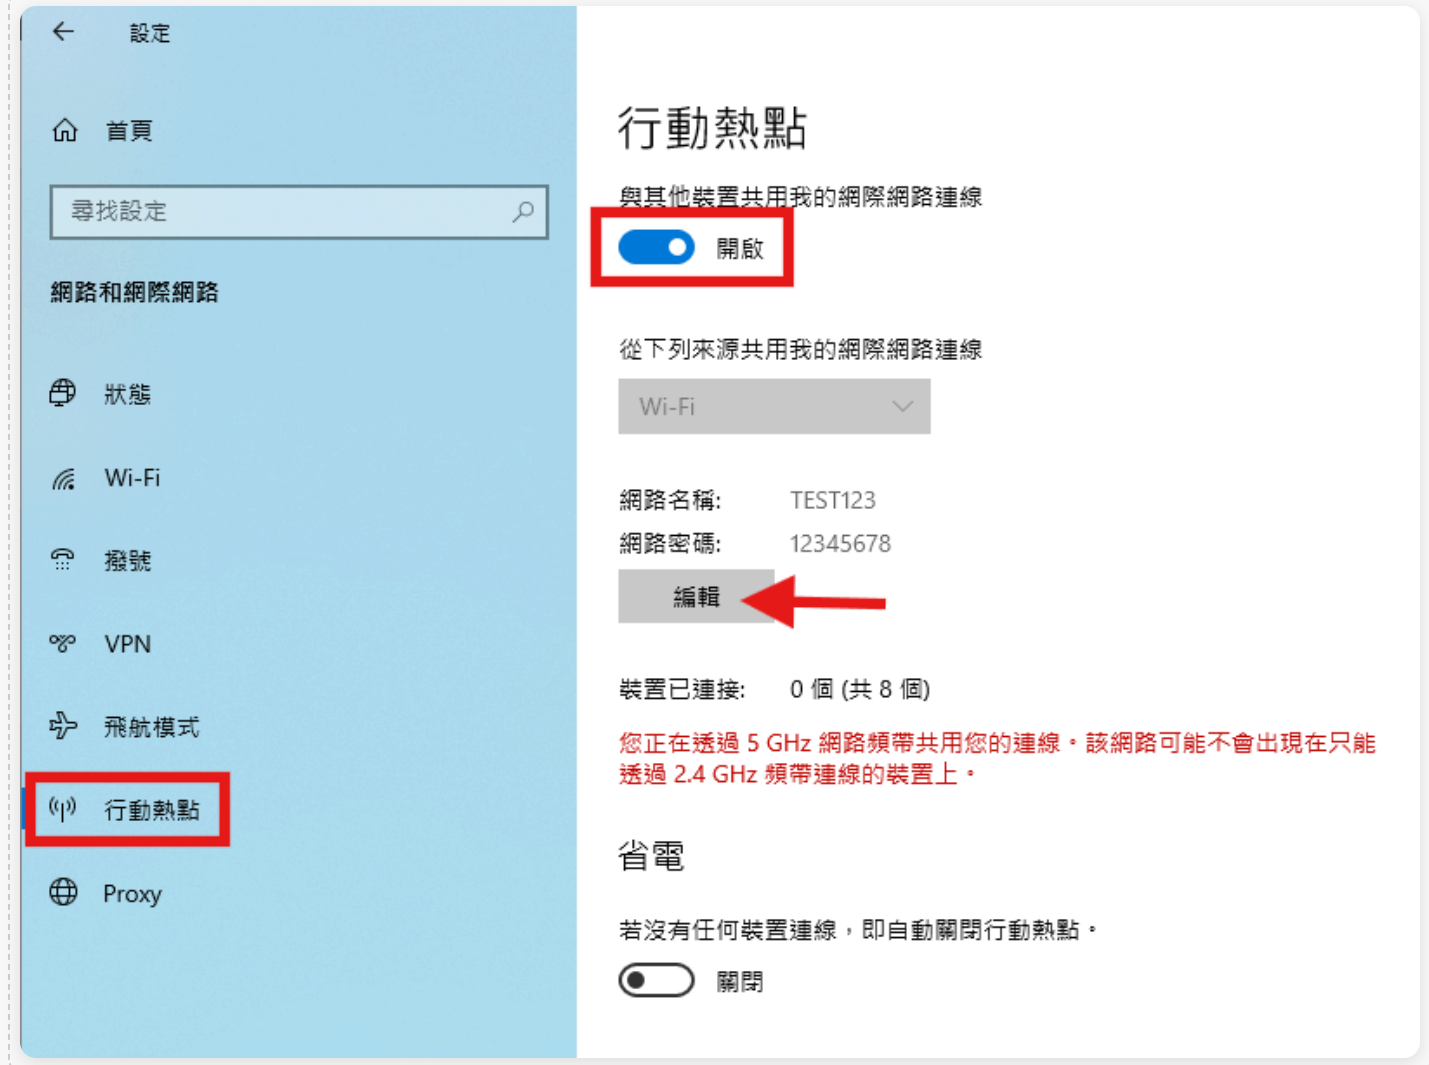 設定
首頁
尋找設定
網路和網際網路
狀態
Wi-Fi
撥號
VPN
飛航模式
行動熱點
Proxy
行動熱點
與其他裝置共用我的網際網路連線
開啟
從下列來源共用我的網際網路連線
Wi-Fi
網路名稱: TEST123
網路密碼: 12345678
編輯
裝置已連接: 0 個 (共 8 個)
您正在透過 5 GHz 網路頻帶共用您的連線。該網路可能不會出現在只能
透過 2.4 GHz 頻帶連線的裝置上。
省電
若沒有任何裝置連線，即自動關閉行動熱點。
關閉